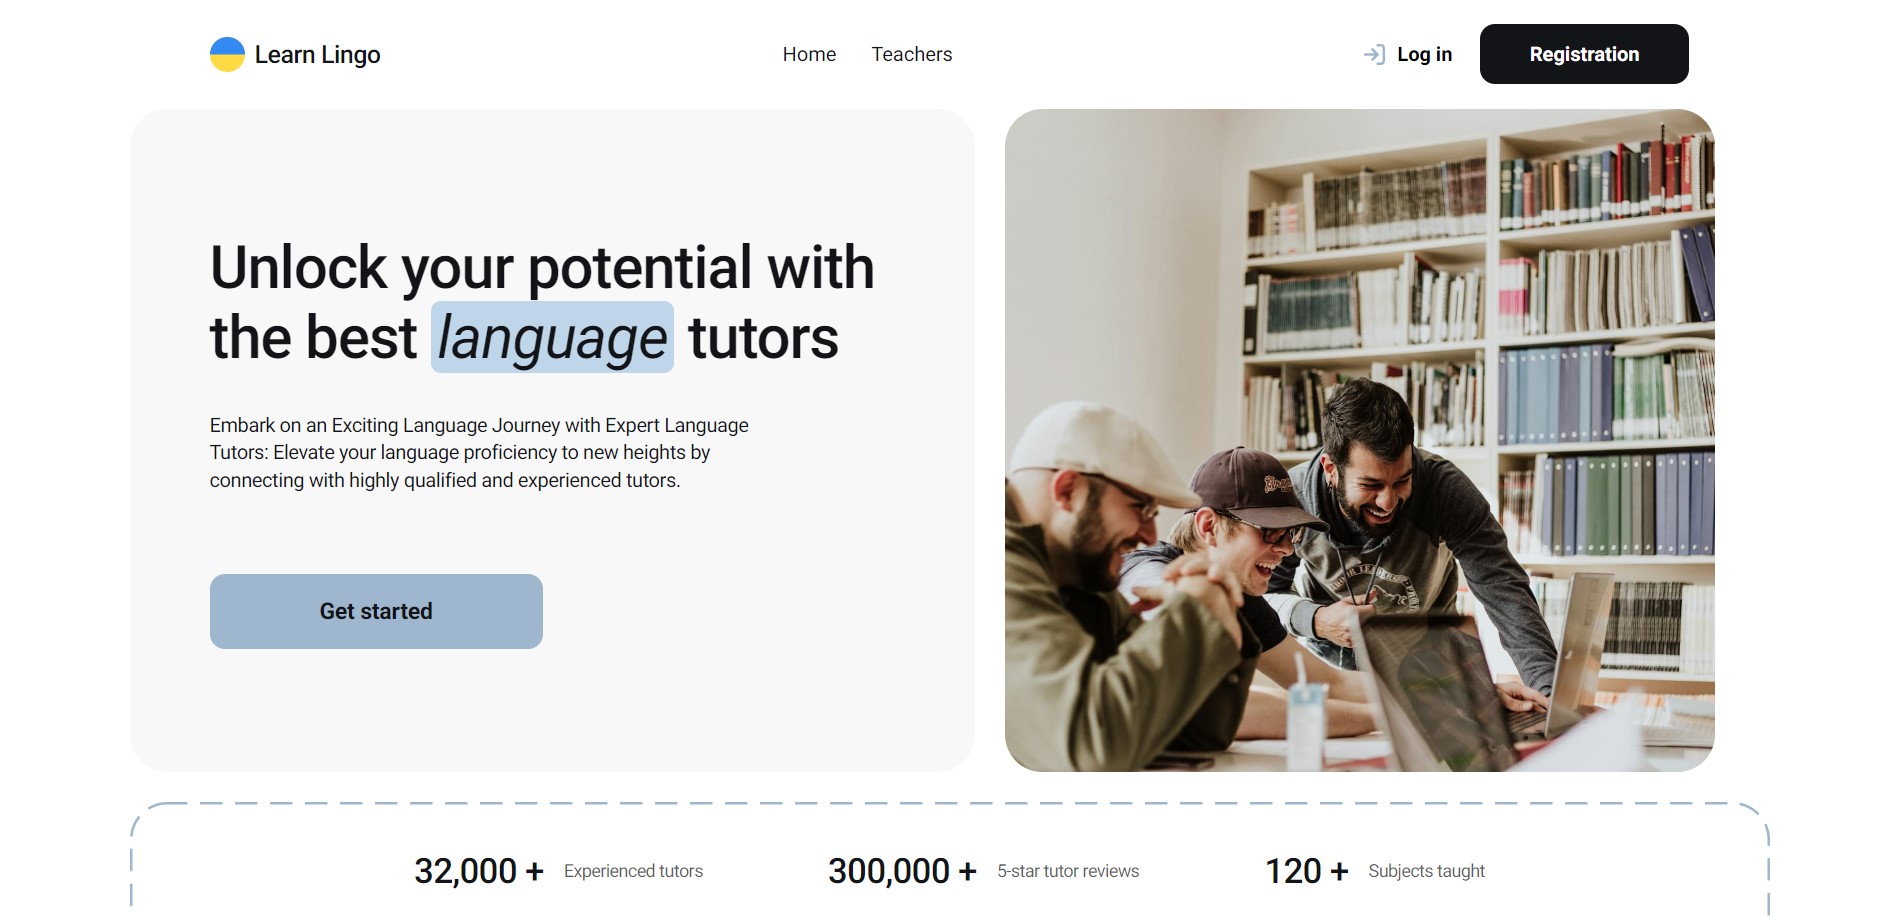 Learn Lingo
Home
Teachers
Log in
Registration
Unlock your potential with
the best language tutors
Embark on an Exciting Language Journey with Expert Language
Tutors: Elevate your language proficiency to new heights by
connecting with highly qualified and experienced tutors.
Get started
32,000 + Experienced tutors
300,000 + 5-star tutor reviews
120 + Subjects taught